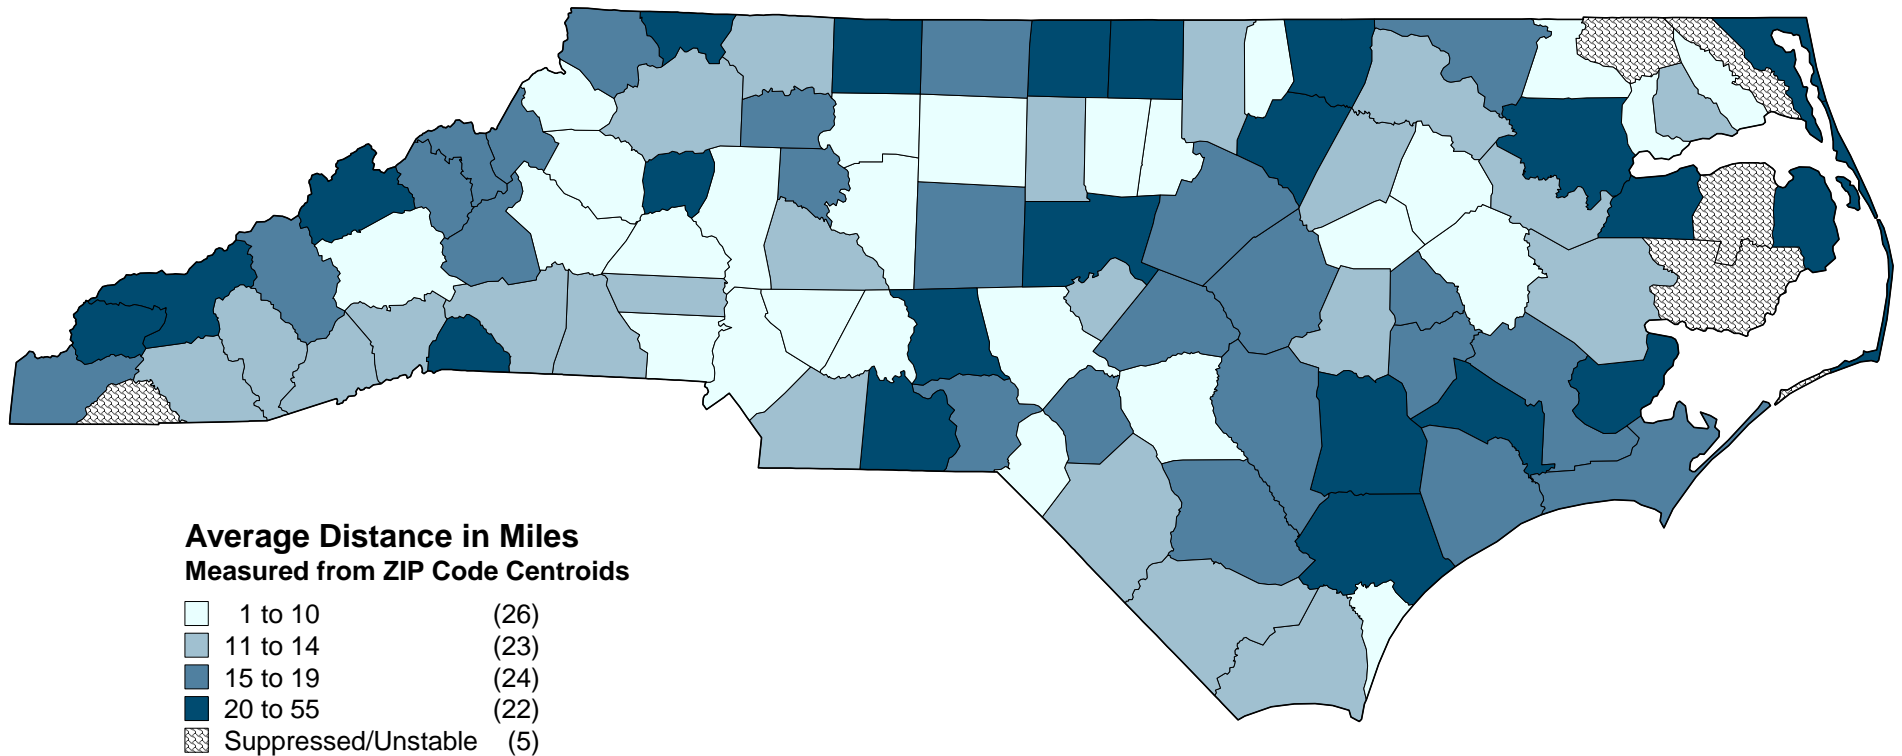 Average Distance in Miles
Measured from ZIP Code Centroids
1 to 10 (26)
11 to 14 (23)
15 to 19 (24)
20 to 55 (22)
Suppressed/Unstable (5)